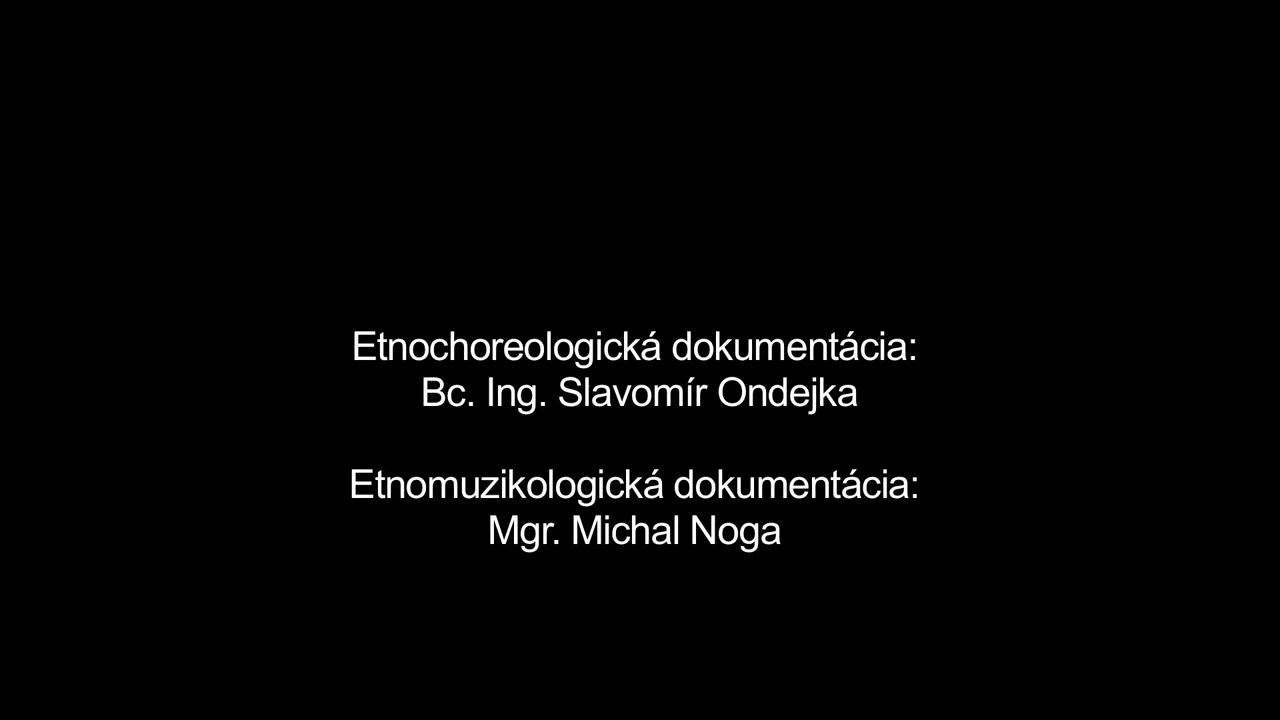 Etnochoreologická dokumentácia:
Bc. Ing. Slavomír Ondejka
Etnomuzikologická dokumentácia:
Mgr. Michal Noga